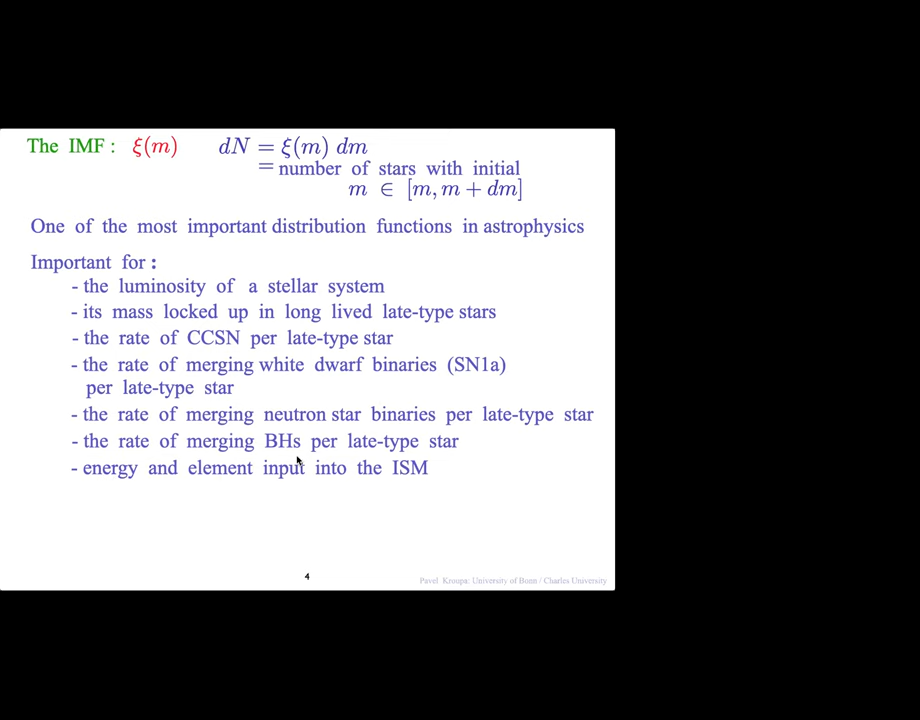 The IMF: ξ(m) dN = ξ(m) dm
= number of stars with initial
m ∈ [m, m + dm]
One of the most important distribution functions in astrophysics
Important for:
- the luminosity of a stellar system
- its mass locked up in long lived late-type stars
- the rate of CCSN per late-type star
- the rate of merging white dwarf binaries (SN1a)
per late-type star
- the rate of merging neutron star binaries per late-type star
- the rate of merging BHs per late-type star
- energy and element input into the ISM
4
Pavel Kroupa: University of Bonn / Charles University